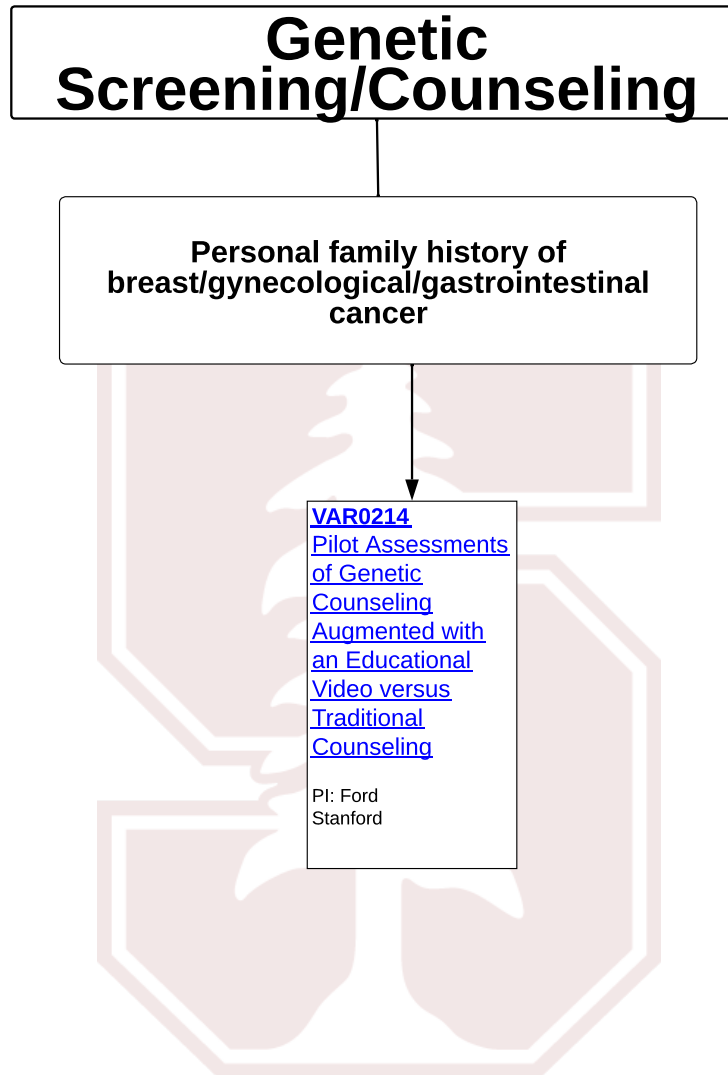 Genetic
Screening/Counseling
Personal family history of
breast/gynecological/gastrointestinal
cancer
VAR0214
Pilot Assessments
of Genetic
Counseling
Augmented with
an Educational
Video versus
Traditional
Counseling
PI: Ford
Stanford